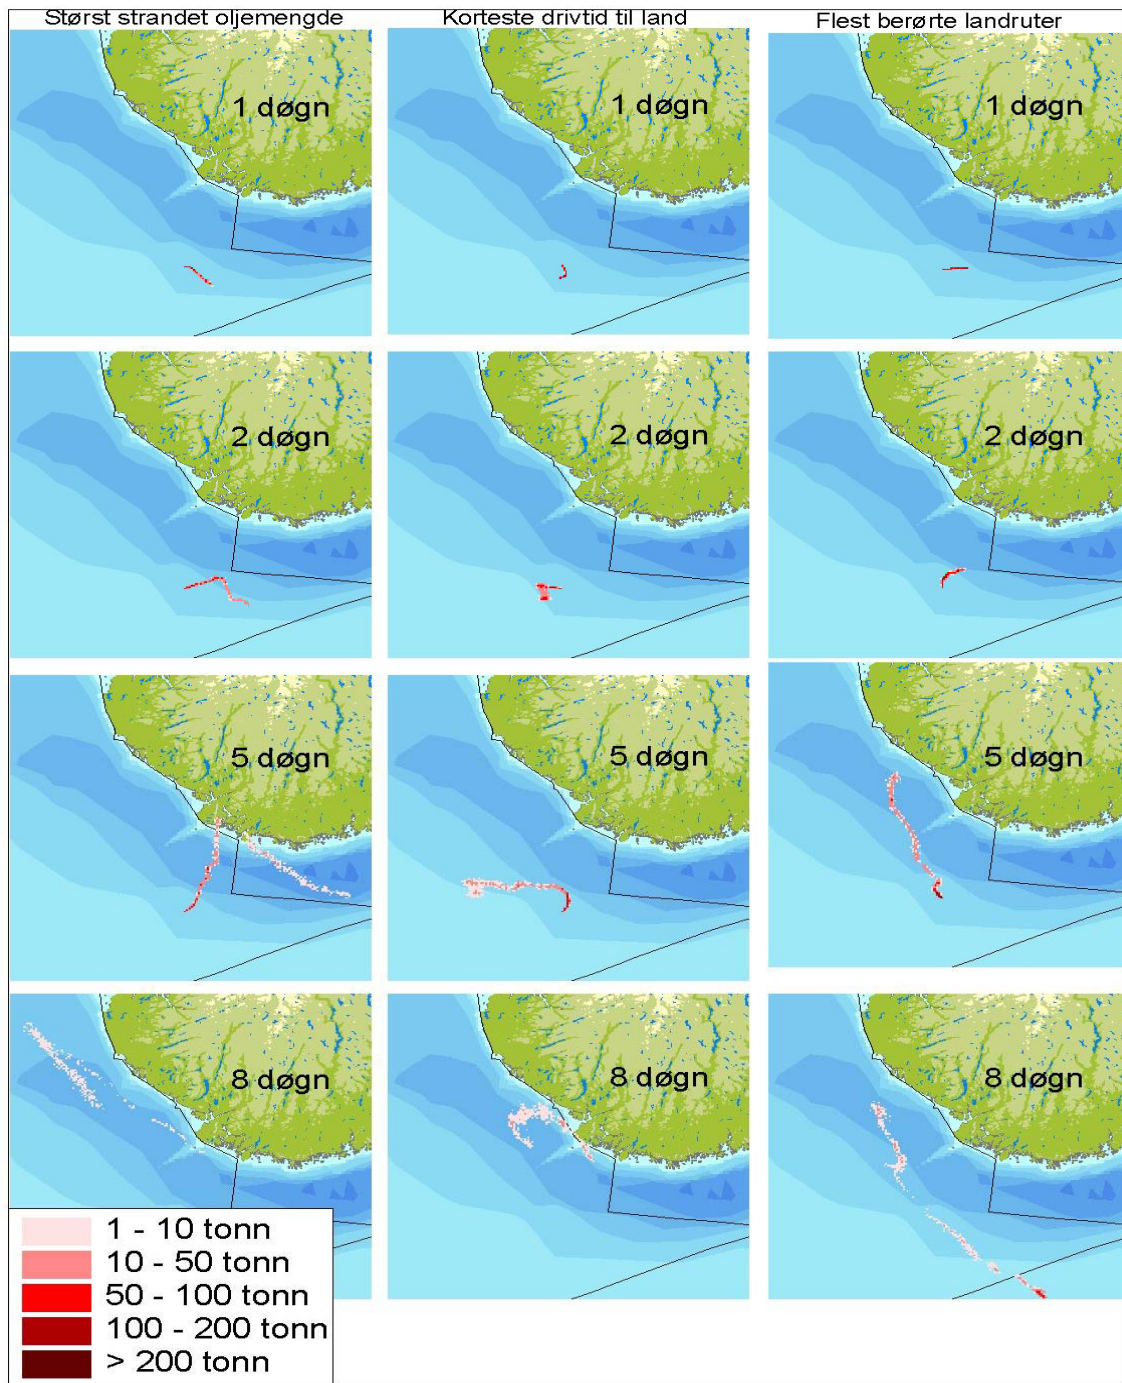 Størst strandet oljemengde
Korteste drivtid til land
Flest berørte landruter
1 døgn
1 døgn
1 døgn
2 døgn
2 døgn
2 døgn
5 døgn
5 døgn
5 døgn
8 døgn
8 døgn
8 døgn
1 - 10 tonn
10 - 50 tonn
50 - 100 tonn
100 - 200 tonn
> 200 tonn